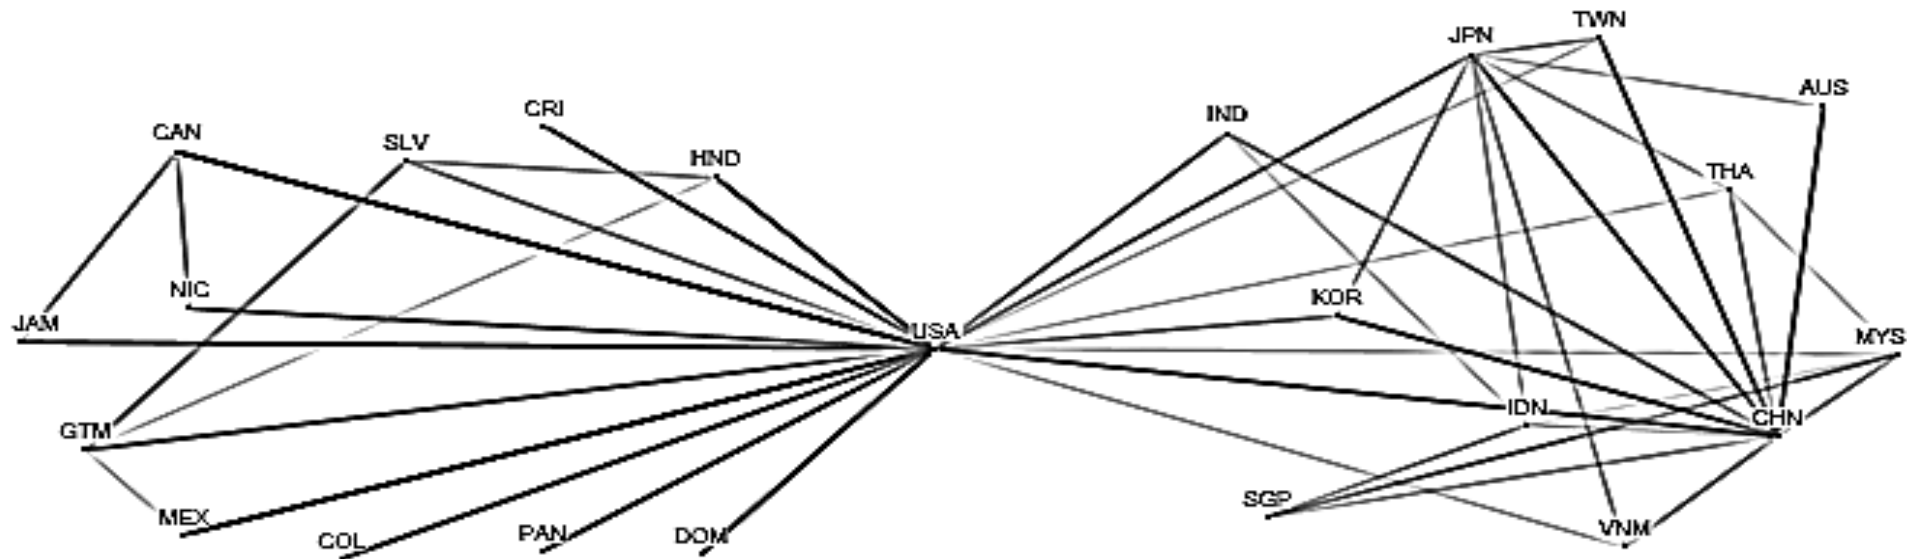 TWN
JPN
AUS
CRI
IND
CAN
SLV
HND
THA
NIC
KOR
JAM
USA
MYS
IDN
CHN
GTM
SGP
MEX
VNM
PAN
DOM
COL